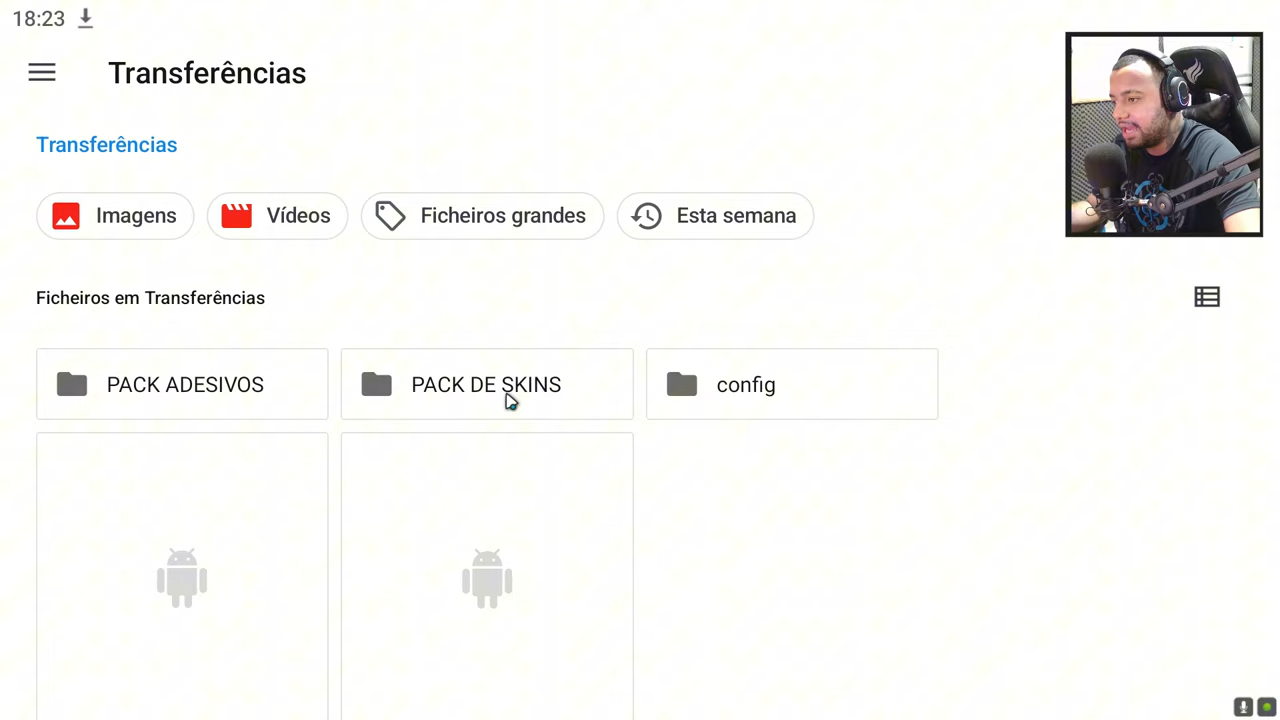 18:23
Transferências
Transferências
Imagens
Vídeos
Ficheiros grandes
Esta semana
Ficheiros em Transferências
PACK ADESIVOS
PACK DE SKINS
config